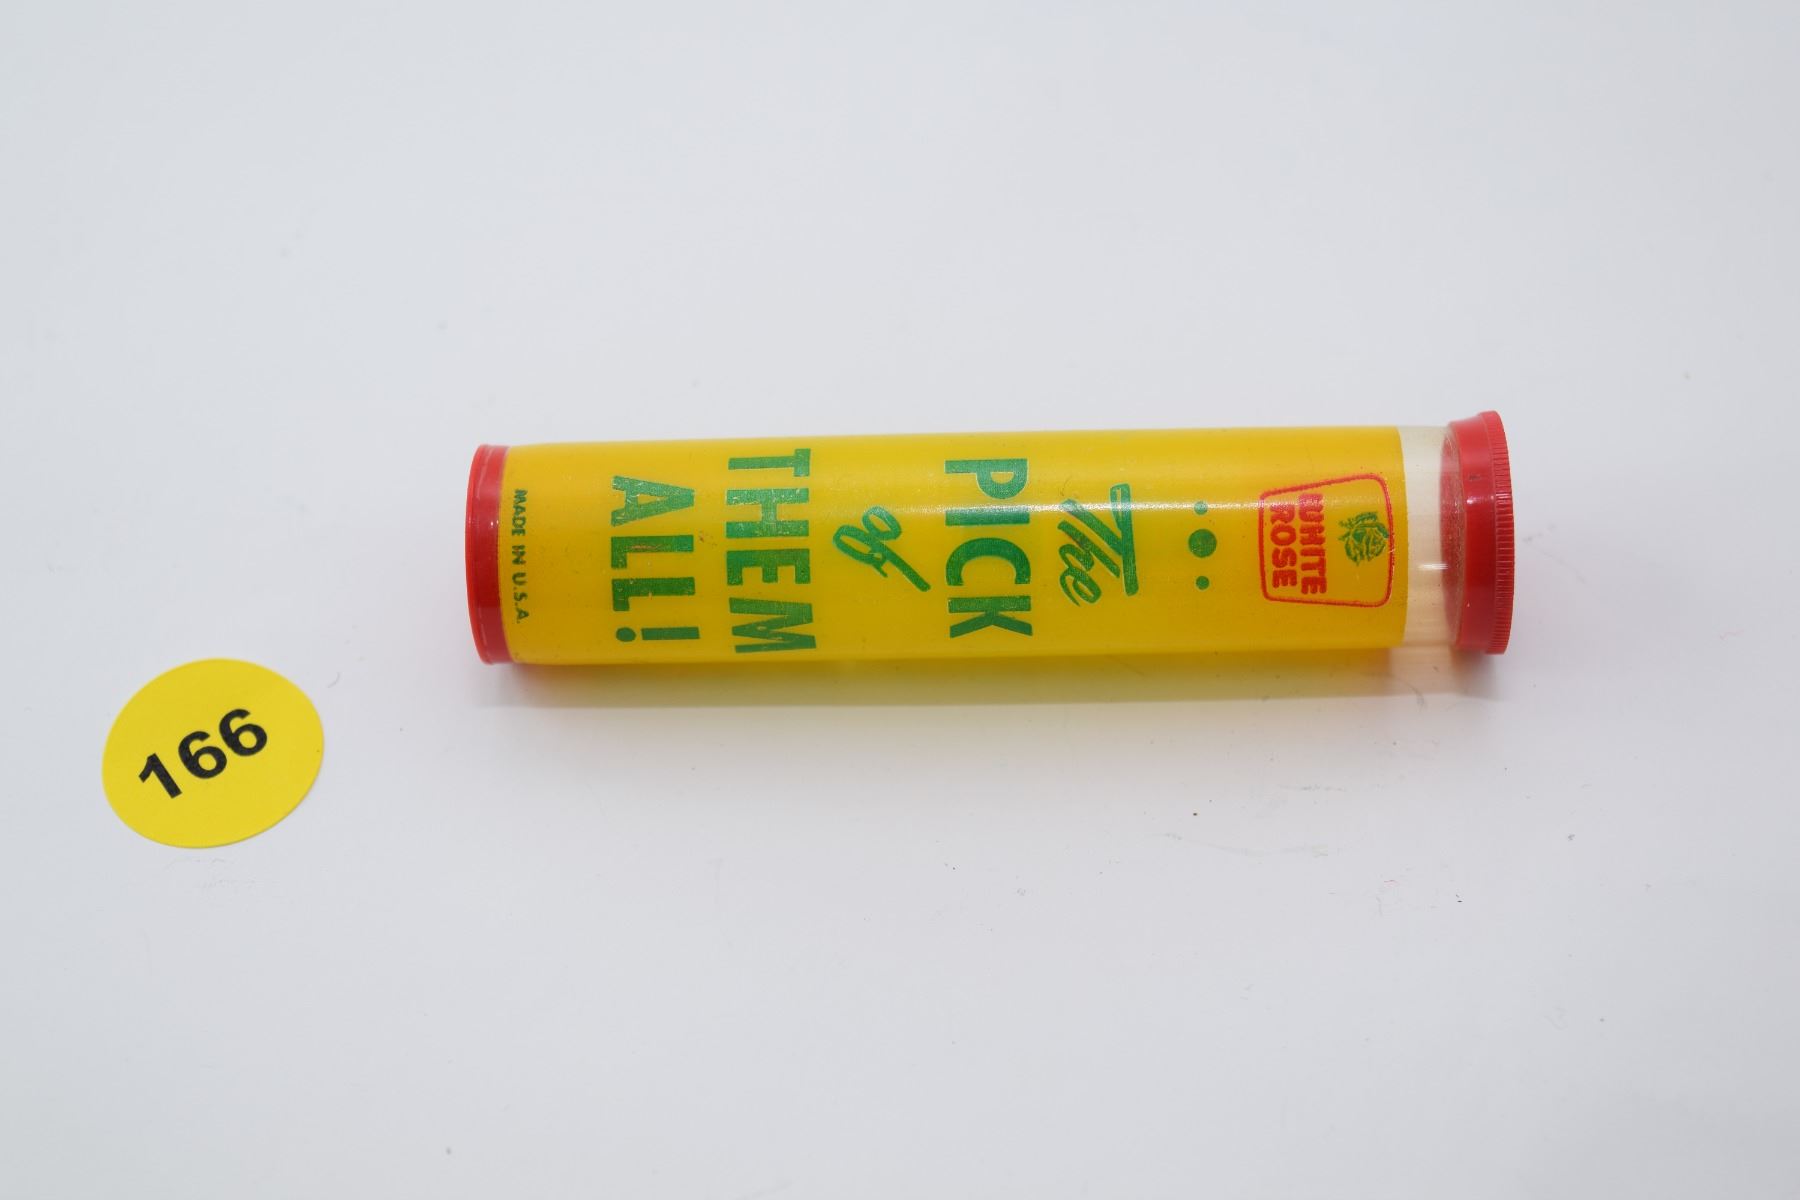 WHITE
ROSE
The
PICK
of
THEM
ALL!
MADE IN U.S.A.
166